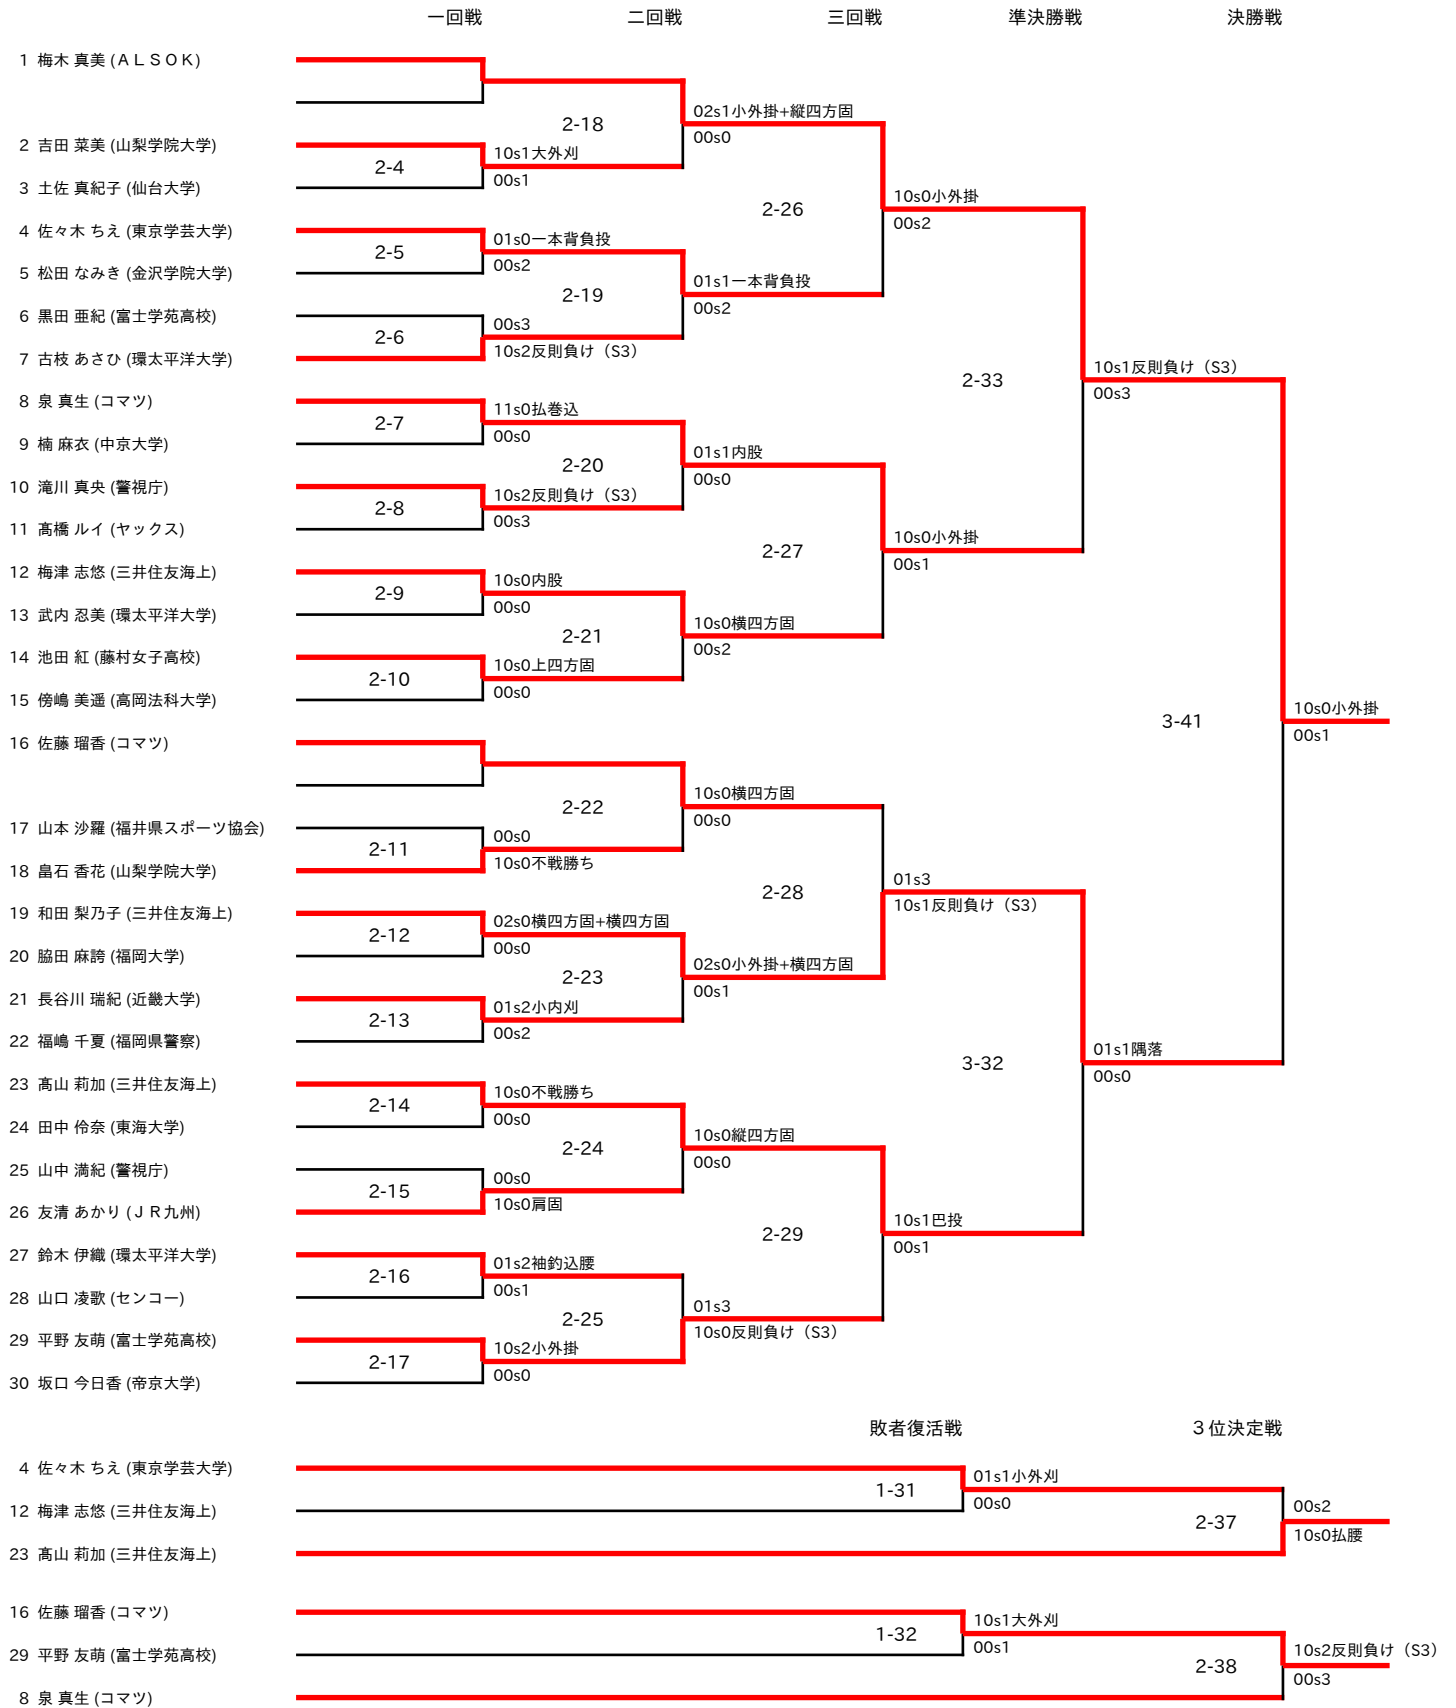 一回戦 二回戦 三回戦 準決勝戦 決勝戦
1 梅木 真美 (ＡＬＳＯＫ)
02s1小外掛+縦四方固
2-18
00s0
2 吉田 菜美 (山梨学院大学)
10s1大外刈
2-4
00s1
3 土佐 真紀子 (仙台大学)
10s0小外掛
2-26
00s2
4 佐々木 ちえ (東京学芸大学)
01s0一本背負投
2-5
00s2
5 松田 なみき (金沢学院大学)
01s1一本背負投
2-19
00s2
6 黒田 亜紀 (富士学苑高校)
00s3
2-6
10s2反則負け（S3）
7 古枝 あさひ (環太平洋大学)
10s1反則負け（S3）
2-33
00s3
8 泉 真生 (コマツ)
11s0払巻込
2-7
00s0
9 楠 麻衣 (中京大学)
01s1内股
2-20
00s0
10 滝川 真央 (警視庁)
10s2反則負け（S3）
2-8
00s3
11 髙橋 ルイ (ヤックス)
10s0小外掛
2-27
00s1
12 梅津 志悠 (三井住友海上)
10s0内股
2-9
00s0
13 武内 忍美 (環太平洋大学)
10s0横四方固
2-21
00s2
14 池田 紅 (藤村女子高校)
10s0上四方固
2-10
00s0
15 傍嶋 美遥 (高岡法科大学)
10s0小外掛
3-41
00s1
16 佐藤 瑠香 (コマツ)
10s0横四方固
2-22
00s0
17 山本 沙羅 (福井県スポーツ協会)
00s0
2-11
10s0不戦勝ち
18 畠石 香花 (山梨学院大学)
01s3
2-28
10s1反則負け（S3）
19 和田 梨乃子 (三井住友海上)
02s0横四方固+横四方固
2-12
00s0
20 脇田 麻誇 (福岡大学)
02s0小外掛+横四方固
2-23
00s1
21 長谷川 瑞紀 (近畿大学)
01s2小内刈
2-13
00s2
22 福嶋 千夏 (福岡県警察)
01s1隅落
3-32
00s0
23 髙山 莉加 (三井住友海上)
10s0不戦勝ち
2-14
00s0
24 田中 伶奈 (東海大学)
10s0縦四方固
2-24
00s0
25 山中 満紀 (警視庁)
00s0
2-15
10s0肩固
26 友清 あかり (ＪＲ九州)
10s1巴投
2-29
00s1
27 鈴木 伊織 (環太平洋大学)
01s2袖釣込腰
2-16
00s1
28 山口 凌歌 (センコー)
01s3
2-25
10s0反則負け（S3）
29 平野 友萌 (富士学苑高校)
10s2小外掛
2-17
00s0
30 坂口 今日香 (帝京大学)
敗者復活戦 ３位決定戦
4 佐々木 ちえ (東京学芸大学)
01s1小外刈
1-31
00s0
12 梅津 志悠 (三井住友海上)
00s2
2-37
10s0払腰
23 髙山 莉加 (三井住友海上)
16 佐藤 瑠香 (コマツ)
10s1大外刈
1-32
00s1
29 平野 友萌 (富士学苑高校)
10s2反則負け（S3）
2-38
00s3
8 泉 真生 (コマツ)